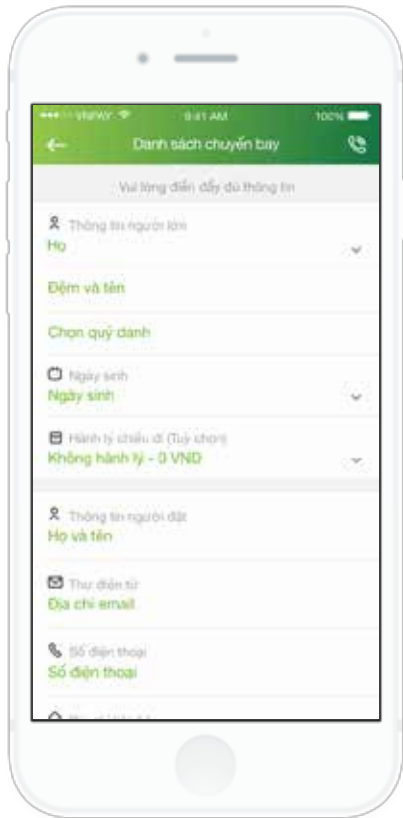 9:41 AM 100%
Danh sách chuyến bay
Vui lòng điền đầy đủ thông tin
Thông tin người lớn
Họ
Đệm và tên
Chọn quý danh
Ngày sinh
Ngày sinh
Hành lý chiều đi (Tuỳ chọn)
Không hành lý - 0 VND
Thông tin người đặt
Họ và tên
Thư điện tử
Địa chỉ email
Số điện thoại
Số điện thoại